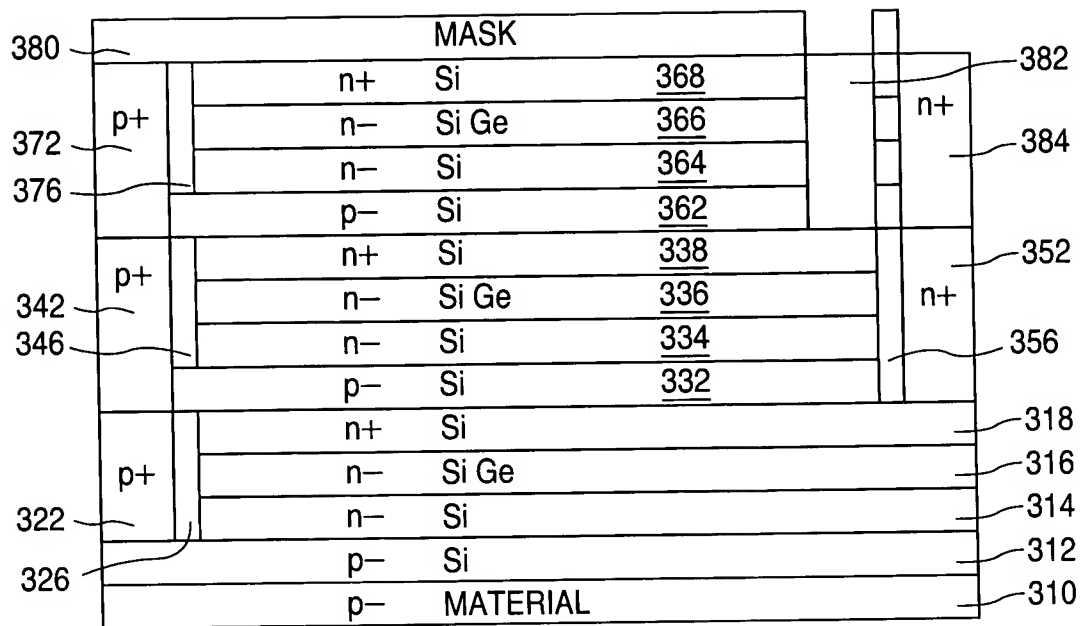 380
MASK
382
n+ Si 368
p+
n+
n− Si Ge 366
372
384
n− Si 364
376
p− Si 362
n+ Si 338
352
p+
n− Si Ge 336
n+
342
346
n− Si 334
356
p− Si 332
n+ Si 318
p+
n− Si Ge 316
322
n− Si 314
326
p− Si 312
p− MATERIAL 310